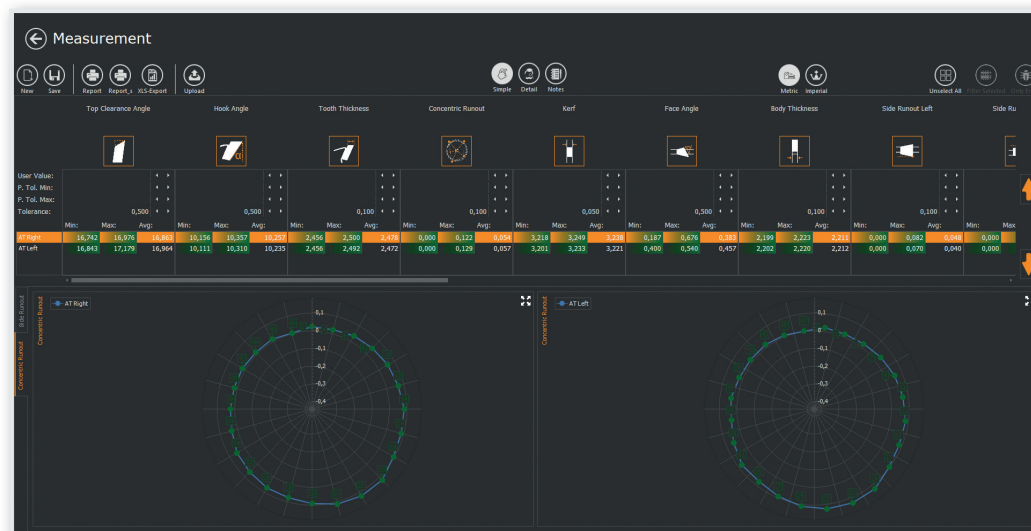 Measurement
New Save Report Report_s XLS-Export Upload Simple Detail Notes Metric Imperial Unselect All Filter Selected
Top Clearance Angle Hook Angle Tooth Thickness Concentric Runout Kerf Face Angle Body Thickness Side Runout Left Side Ru
User Value:
P. Tol. Min:
P. Tol. Max:
Tolerance: 0,500 0,500 0,100 0,100 0,050 0,500 0,100 0,100
Min: Max: Avg: Min: Max: Avg: Min: Max: Avg: Min: Max: Avg: Min: Max: Avg: Min: Max: Avg: Min: Max: Avg: Min: Max: Avg: Min: Max
AT Right 16,742 16,976 16,863 10,156 10,357 10,257 2,456 2,500 2,478 0,000 0,122 0,054 3,218 3,249 3,238 0,187 0,676 0,383 2,199 2,223 2,211 0,000 0,082 0,048 0,000
AT Left 16,843 17,179 16,964 10,111 10,310 10,235 2,456 2,492 2,472 0,000 0,129 0,057 3,201 3,233 3,221 0,400 0,540 0,457 2,202 2,220 2,212 0,000 0,070 0,040 0,000
Side Runout
Concentric Runout
Concentric Runout
AT Right
0,1
-0,1
-0,2
-0,3
-0,4
Concentric Runout
AT Left
0,1
-0,1
-0,2
-0,3
-0,4